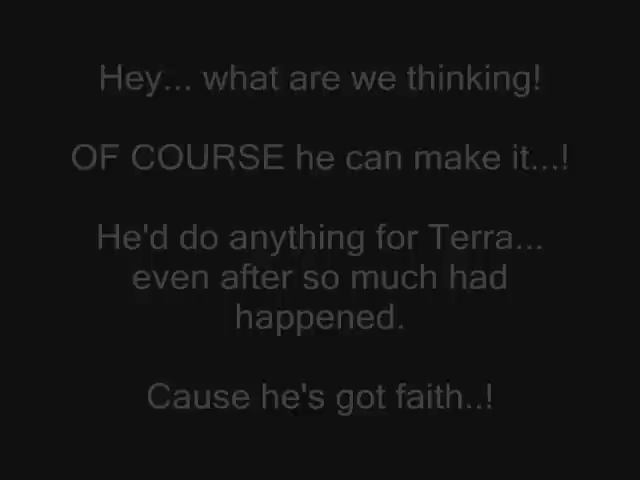 Hey... what are we thinking!
OF COURSE he can make it...!
He'd do anything for Terra...
even after so much had
happened.
Cause he's got faith..!